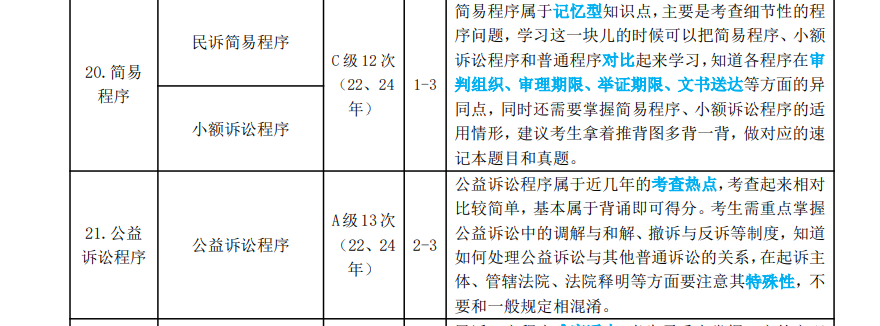 20.简易
程序
民诉简易程序
小额诉讼程序
C 级 12 次
（22、24
年）
1-3
简易程序属于记忆型知识点，主要是考查细节性的程
序问题，学习这一块儿的时候可以把简易程序、小额
诉讼程序和普通程序对比起来学习，知道各程序在审
判组织、审理期限、举证期限、文书送达等方面的异
同点，同时还需要掌握简易程序、小额诉讼程序的适
用情形，建议考生拿着推背图多背一背，做对应的速
记本题目和真题。
21.公益
诉讼程序
公益诉讼程序
A 级 13 次
（22、24
年）
2-3
公益诉讼程序属于近几年的考查热点，考查起来相对
比较简单，基本属于背诵即可得分。考生需重点掌握
公益诉讼中的调解与和解、撤诉与反诉等制度，知道
如何处理公益诉讼与其他普通诉讼的关系，在起诉主
体、管辖法院、法院释明等方面要注意其特殊性，不
要和一般规定相混淆。